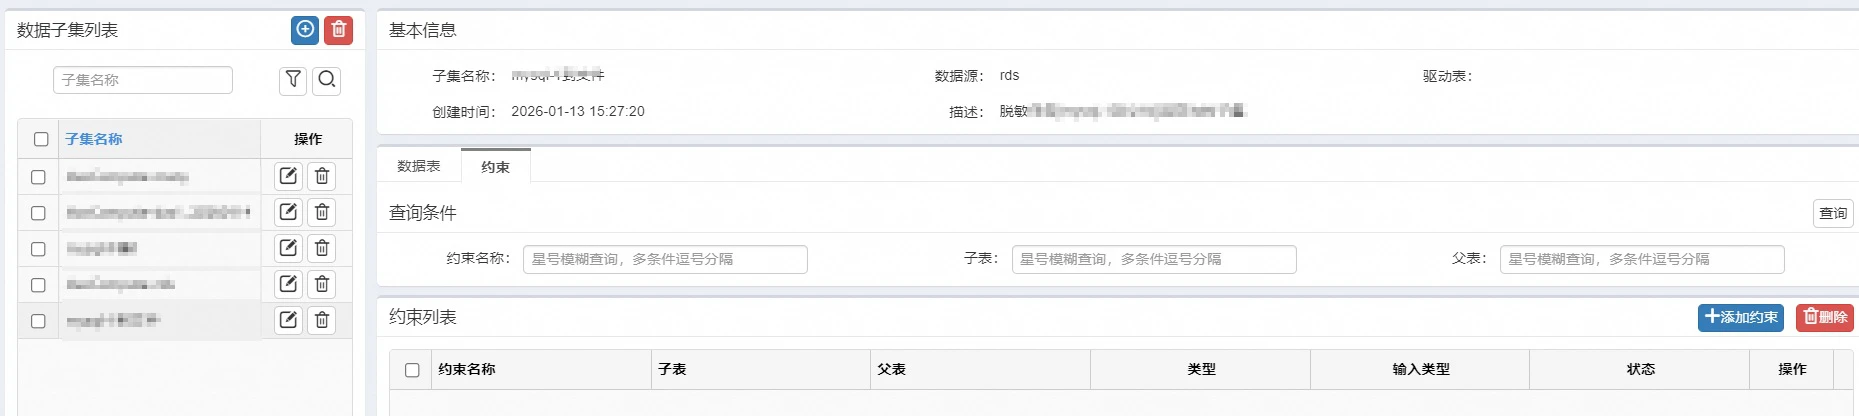 数据子集列表
子集名称
子集名称 操作
基本信息
子集名称： 数据源： rds 驱动表：
创建时间： 2026-01-13 15:27:20 描述： 脱敏
数据表 约束
查询条件 查询
约束名称： 星号模糊查询，多条件逗号分隔 子表： 星号模糊查询，多条件逗号分隔 父表： 星号模糊查询，多条件逗号分隔
约束列表 添加约束 删除
约束名称 子表 父表 类型 输入类型 状态 操作